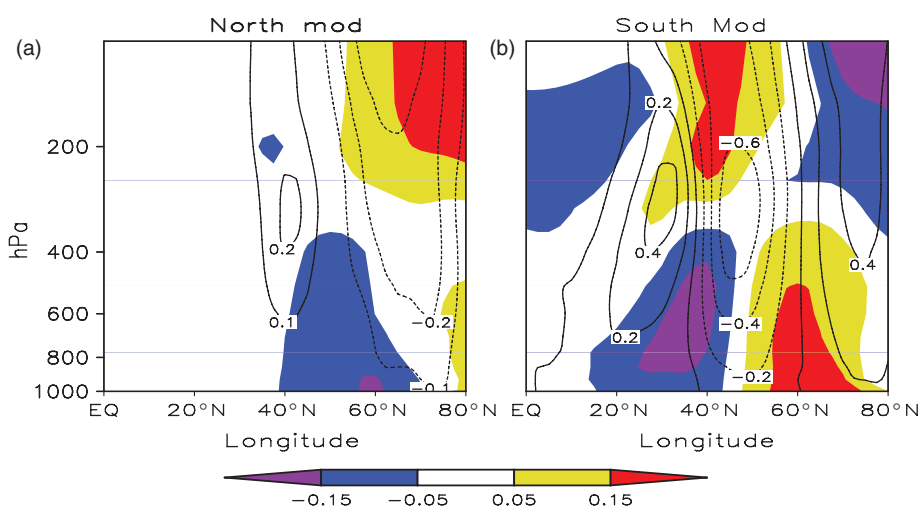 North mod
South Mod
(a)
(b)
hPa
200
400
600
800
1000
0.2
0.1
−0.2
−0.1
0.2
−0.6
0.4
0.4
0.2
−0.4
−0.2
EQ 20°N 40°N 60°N 80°N
EQ 20°N 40°N 60°N 80°N
Longitude
Longitude
−0.15 −0.05 0.05 0.15